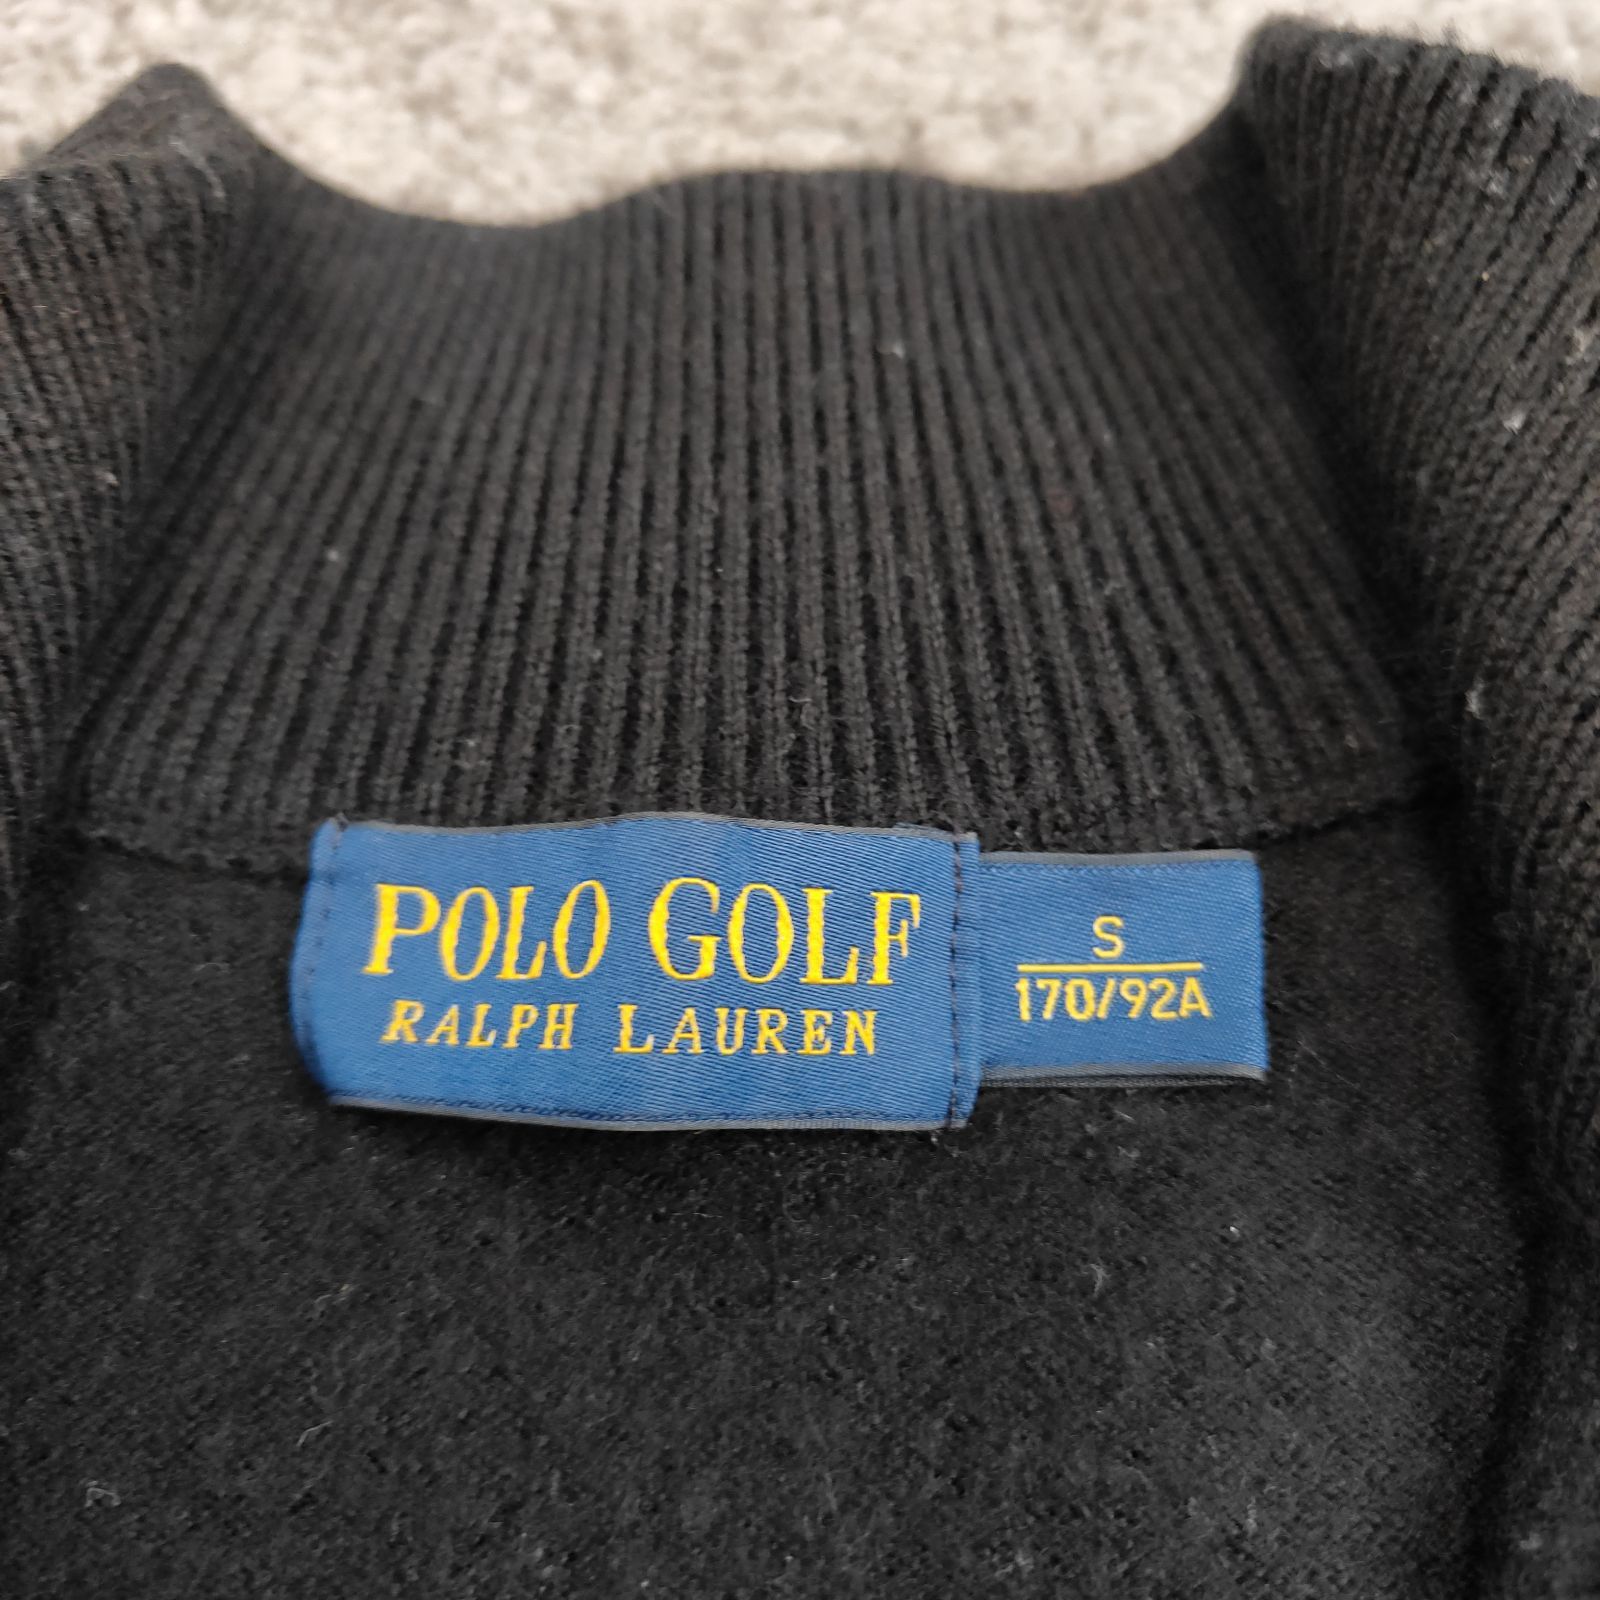 POLO GOLF
RALPH LAUREN
S
170/92A